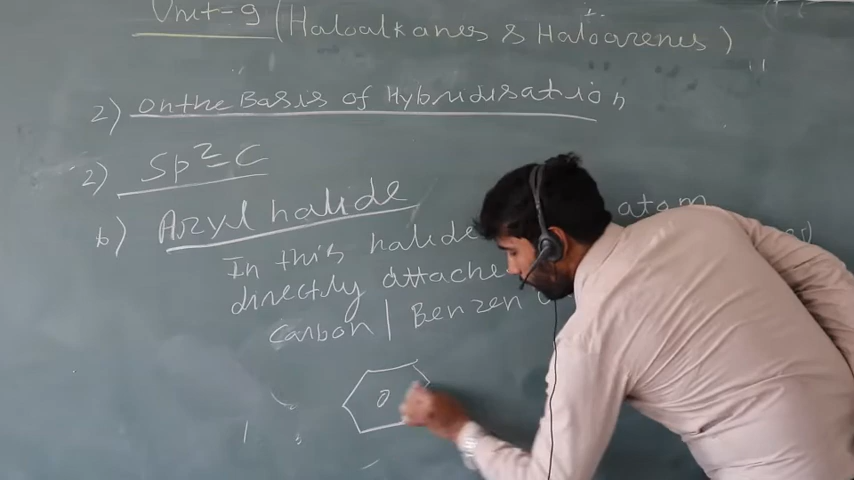 Unit-9 (Haloalkanes & Haloarenes)
2) On the Basis of Hybridisation
2) Sp²-C
b) Aryl halide
In this halide atom
directly attache
Carbon | Benzen